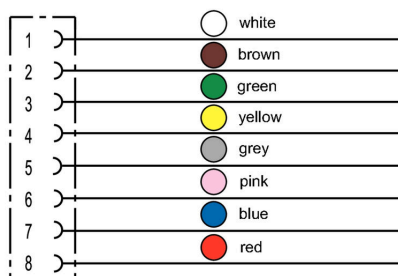 1 white
2 brown
3 green
4 yellow
5 grey
6 pink
7 blue
8 red